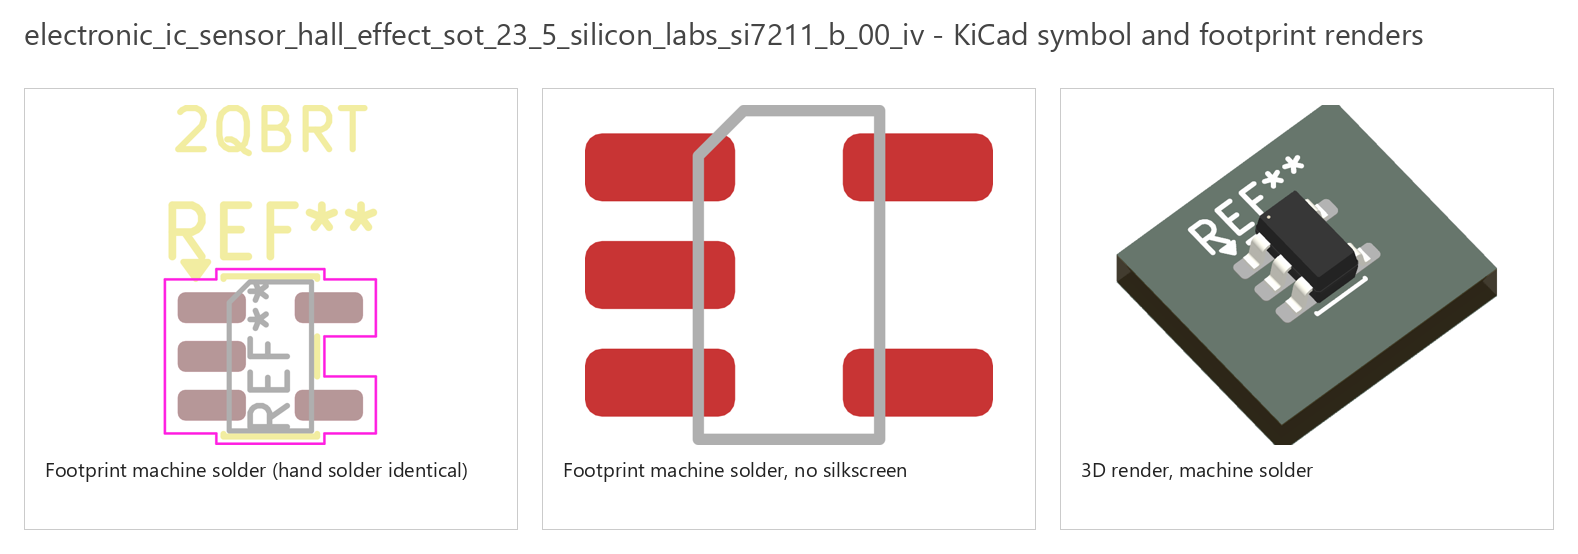 electronic_ic_sensor_hall_effect_sot_23_5_silicon_labs_si7211_b_00_iv - KiCad symbol and footprint renders
2QBRT
REF**
REF**
Footprint machine solder (hand solder identical)
Footprint machine solder, no silkscreen
REF**
3D render, machine solder